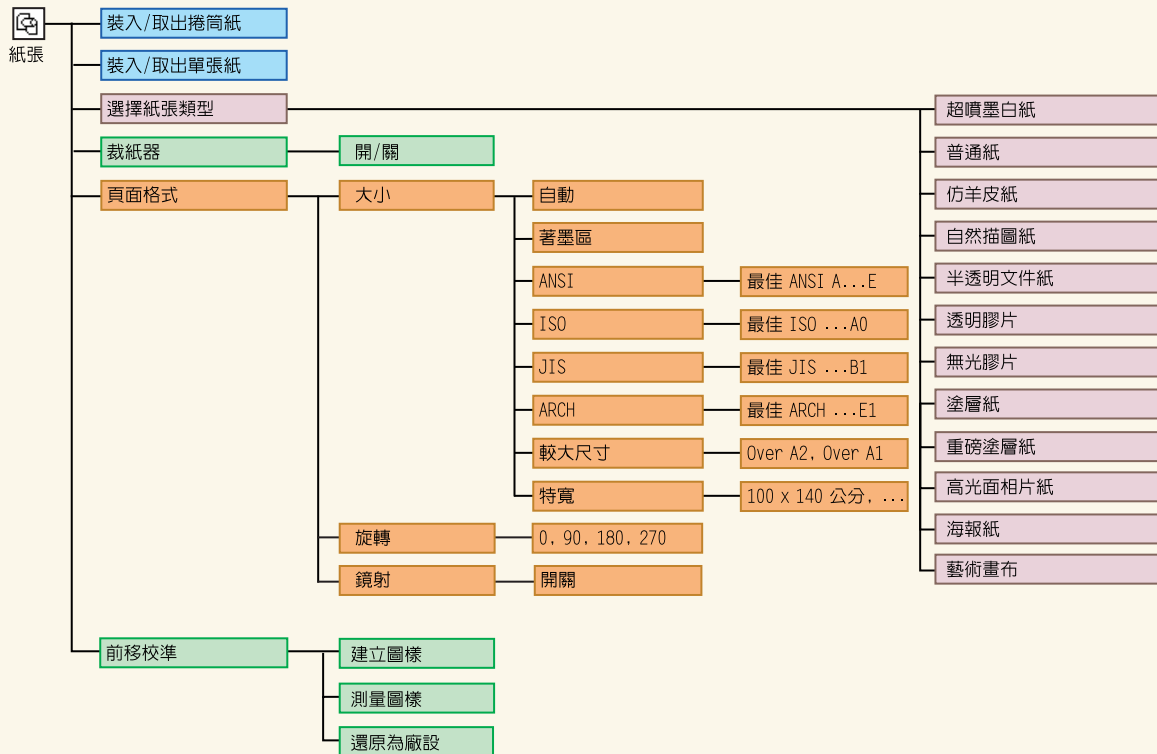 紙張
裝入/取出捲筒紙
裝入/取出單張紙
選擇紙張類型
超噴墨白紙
普通紙
仿羊皮紙
自然描圖紙
半透明文件紙
透明膠片
無光膠片
塗層紙
重磅塗層紙
高光面相片紙
海報紙
藝術畫布
裁紙器
開/關
頁面格式
大小
自動
著墨區
ANSI
最佳 ANSI A...E
ISO
最佳 ISO ...A0
JIS
最佳 JIS ...B1
ARCH
最佳 ARCH ...E1
較大尺寸
Over A2, Over A1
特寬
100 x 140 公分, ...
旋轉
0, 90, 180, 270
鏡射
開關
前移校準
建立圖樣
測量圖樣
還原為廠設